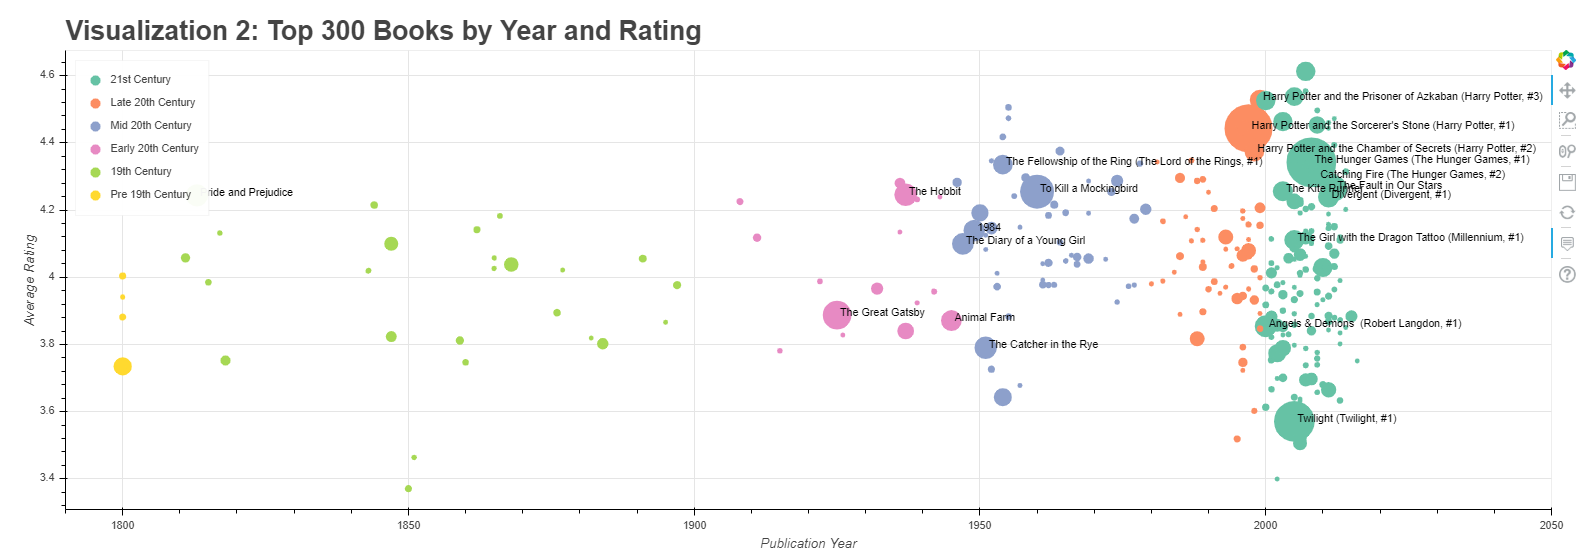 Visualization 2: Top 300 Books by Year and Rating
21st Century
Late 20th Century
Mid 20th Century
Early 20th Century
19th Century
Pre 19th Century
Average Rating
4.6
4.4
4.2
4
3.8
3.6
3.4
Harry Potter and the Prisoner of Azkaban (Harry Potter, #3)
Harry Potter and the Sorcerer's Stone (Harry Potter, #1)
Harry Potter and the Chamber of Secrets (Harry Potter, #2)
The Hunger Games (The Hunger Games, #1)
The Fellowship of the Ring (The Lord of the Rings, #1)
Catching Fire (The Hunger Games, #2)
The Fault in Our Stars
The Kite Runner
To Kill a Mockingbird
Pride and Prejudice
The Hobbit
Divergent (Divergent, #1)
1984
The Diary of a Young Girl
The Girl with the Dragon Tattoo (Millennium, #1)
The Great Gatsby
Animal Farm
Angels & Demons (Robert Langdon, #1)
The Catcher in the Rye
Twilight (Twilight, #1)
1800
1850
1900
1950
2000
2050
Publication Year